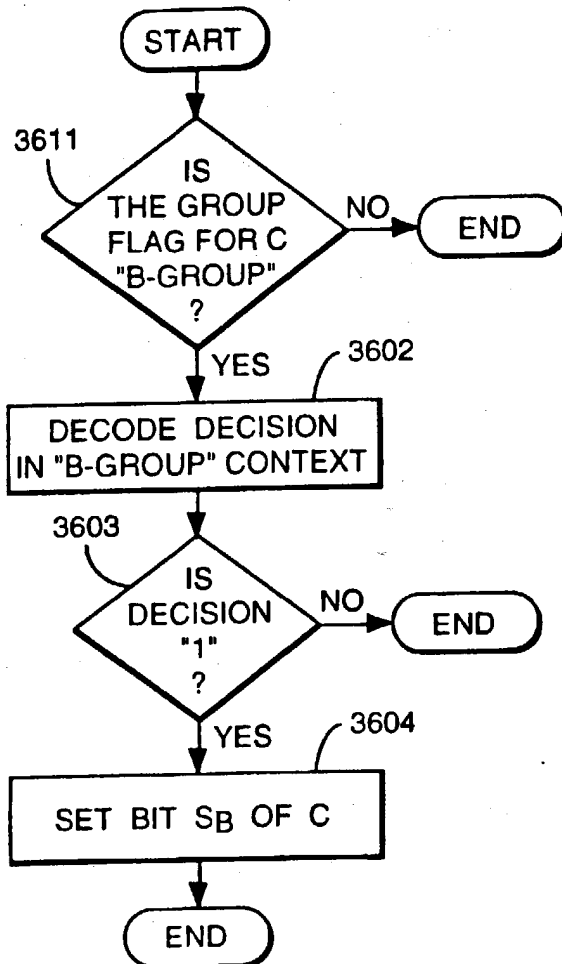 START
3611
IS
THE GROUP
FLAG FOR C
"B-GROUP"
?
NO
END
YES
3602
DECODE DECISION
IN "B-GROUP" CONTEXT
3603
IS
DECISION
"1"
?
NO
END
YES
3604
SET BIT SB OF C
END